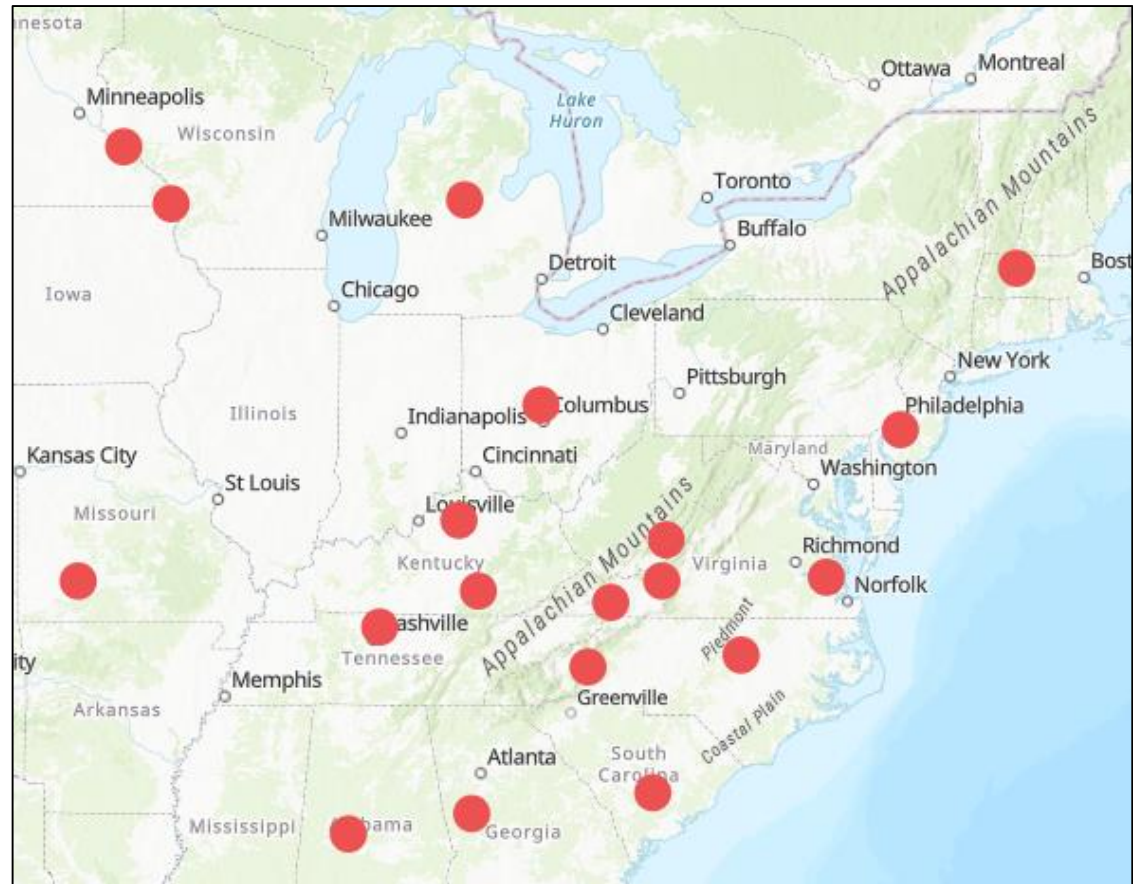 nesota
Minneapolis
Wisconsin
Ottawa
Montreal
Lake
Huron
Toronto
Milwaukee
Buffalo
Appalachian Mountains
Detroit
Bost
Iowa
Chicago
Cleveland
New York
Pittsburgh
Illinois
Indianapolis
Columbus
Philadelphia
Kansas City
Cincinnati
Maryland
Washington
St Louis
Missouri
Louisville
Appalachian Mountains
Richmond
Kentucky
Virginia
Norfolk
ashville
Piedmont
Tennessee
ity
Memphis
Greenville
Arkansas
Coastal Plain
Atlanta
South
Carolina
Mississippi
bama
Georgia